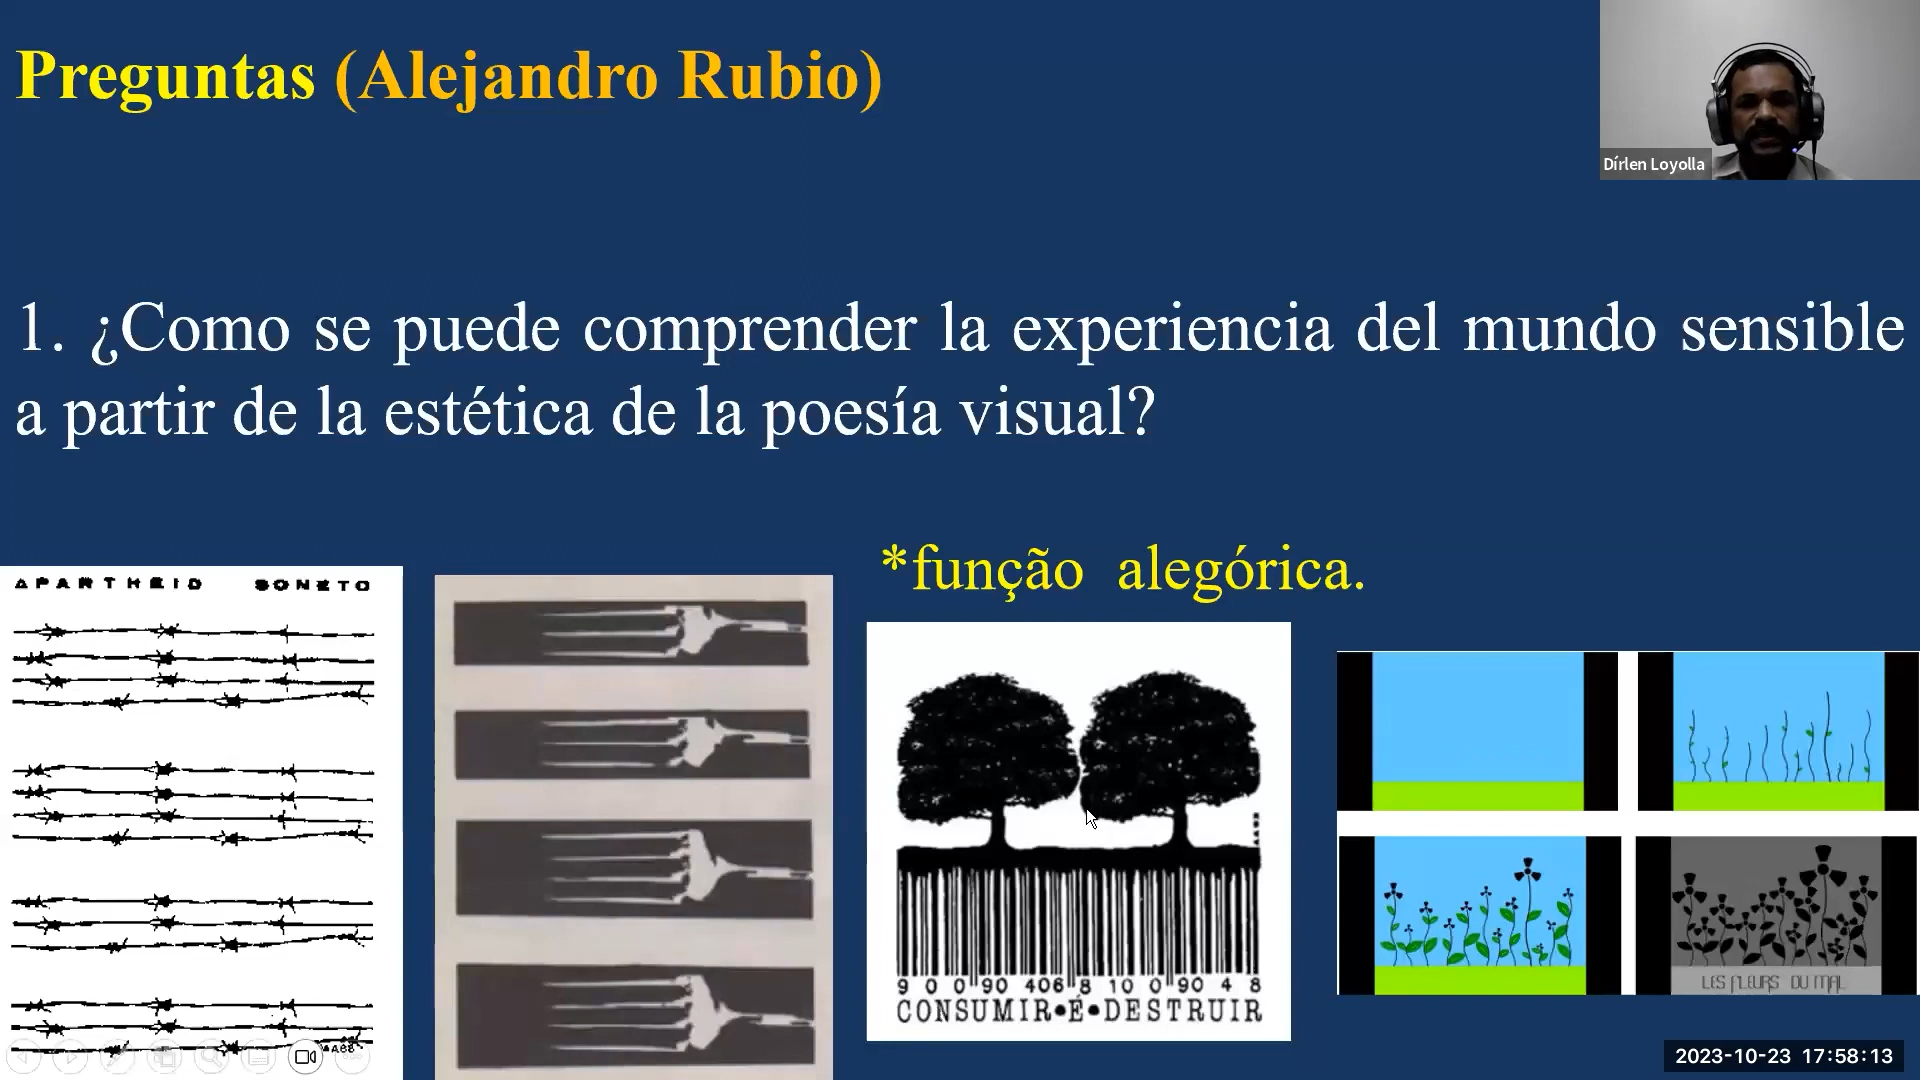 Preguntas (Alejandro Rubio)
Dírlen Loyolla
1. ¿Como se puede comprender la experiencia del mundo sensible
a partir de la estética de la poesía visual?
*função alegórica.
APARTHEID SONETO
9 0 0 90 406 8 10 0 90 4 8
CONSUMIR•É•DESTRUIR
LES FLEURS DU MAL
2023-10-23 17:58:13